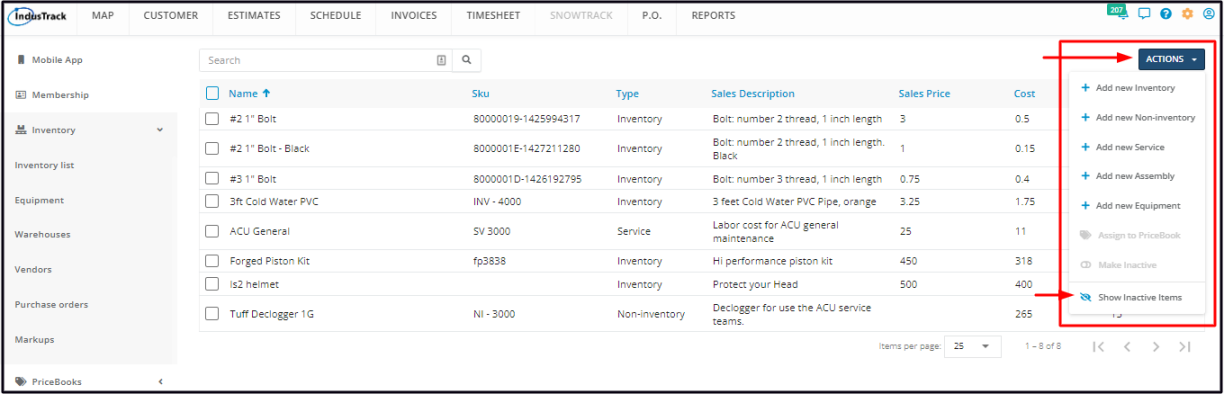 IndusTrack MAP CUSTOMER ESTIMATES SCHEDULE INVOICES TIMESHEET SNOWTRACK P.O. REPORTS 207
Mobile App
Membership
Inventory
Inventory list
Equipment
Warehouses
Vendors
Purchase orders
Markups
PriceBooks
Search
ACTIONS
Name Sku Type Sales Description Sales Price Cost
#2 1" Bolt 80000019-1425994317 Inventory Bolt: number 2 thread, 1 inch length 3 0.5
#2 1" Bolt - Black 8000001E-1427211280 Inventory Bolt: number 2 thread, 1 inch length. 1 0.15
Black
#3 1" Bolt 8000001D-1426192795 Inventory Bolt: number 3 thread, 1 inch length 0.75 0.4
3ft Cold Water PVC INV - 4000 Inventory 3 feet Cold Water PVC Pipe, orange 3.25 1.75
ACU General SV 3000 Service Labor cost for ACU general 25 11
maintenance
Forged Piston Kit fp3838 Inventory Hi performance piston kit 450 318
ls2 helmet Inventory Protect your Head 500 400
Tuff Declogger 1G NI - 3000 Non-inventory Declogger for use the ACU service 265
teams.
Add new Inventory
Add new Non-inventory
Add new Service
Add new Assembly
Add new Equipment
Assign to PriceBook
Make Inactive
Show Inactive Items
Items per page: 25 1 – 8 of 8